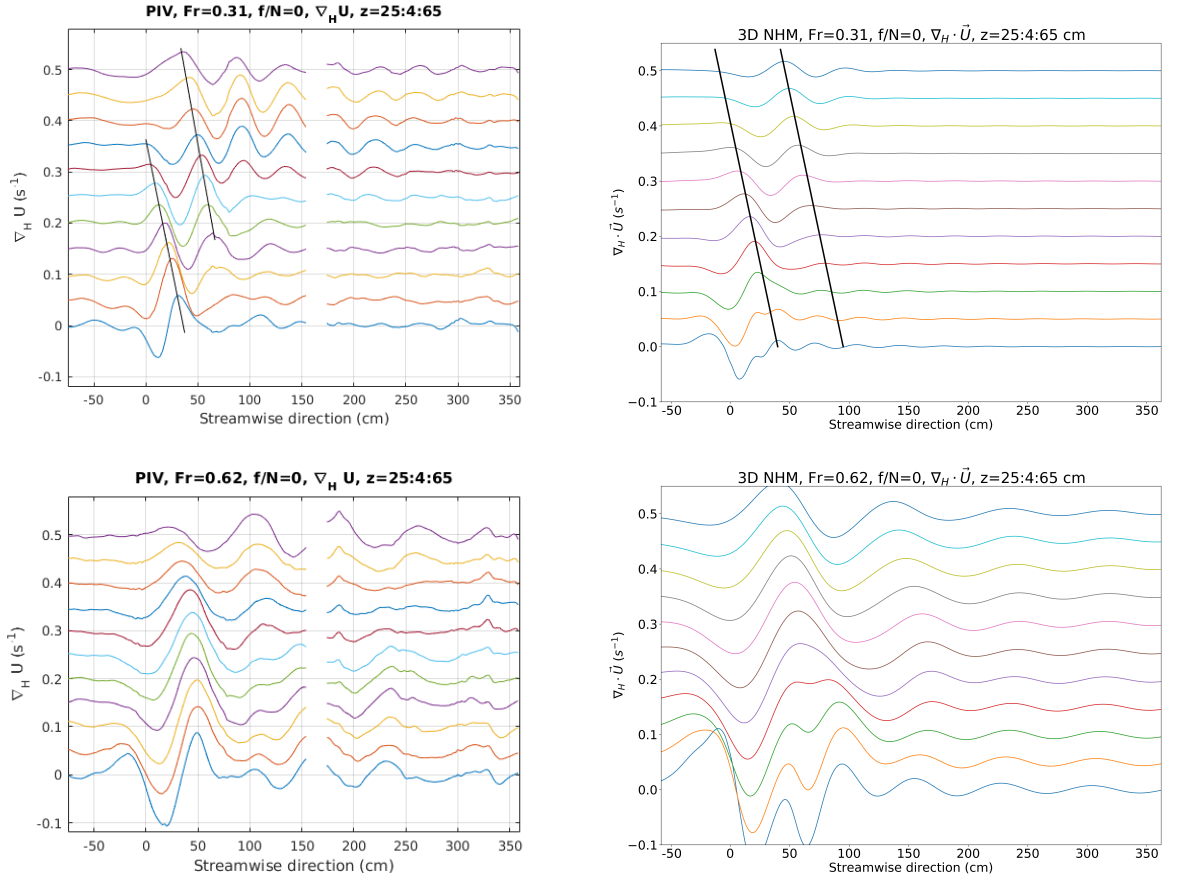 PIV, Fr=0.31, f/N=0, ∇H U, z=25:4:65
∇H U (s-1)
0.5
0.4
0.3
0.2
0.1
0
-0.1
-50 0 50 100 150 200 250 300 350
Streamwise direction (cm)
3D NHM, Fr=0.31, f/N=0, ∇H · U⃗, z=25:4:65 cm
∇H · U⃗ (s−1)
0.5
0.4
0.3
0.2
0.1
0.0
−0.1
-50 0 50 100 150 200 250 300 350
Streamwise direction (cm)
PIV, Fr=0.62, f/N=0, ∇H U, z=25:4:65
∇H U (s-1)
0.5
0.4
0.3
0.2
0.1
0
-0.1
-50 0 50 100 150 200 250 300 350
Streamwise direction (cm)
3D NHM, Fr=0.62, f/N=0, ∇H · U⃗, z=25:4:65 cm
∇H · U⃗ (s−1)
0.5
0.4
0.3
0.2
0.1
0.0
−0.1
-50 0 50 100 150 200 250 300 350
Streamwise direction (cm)